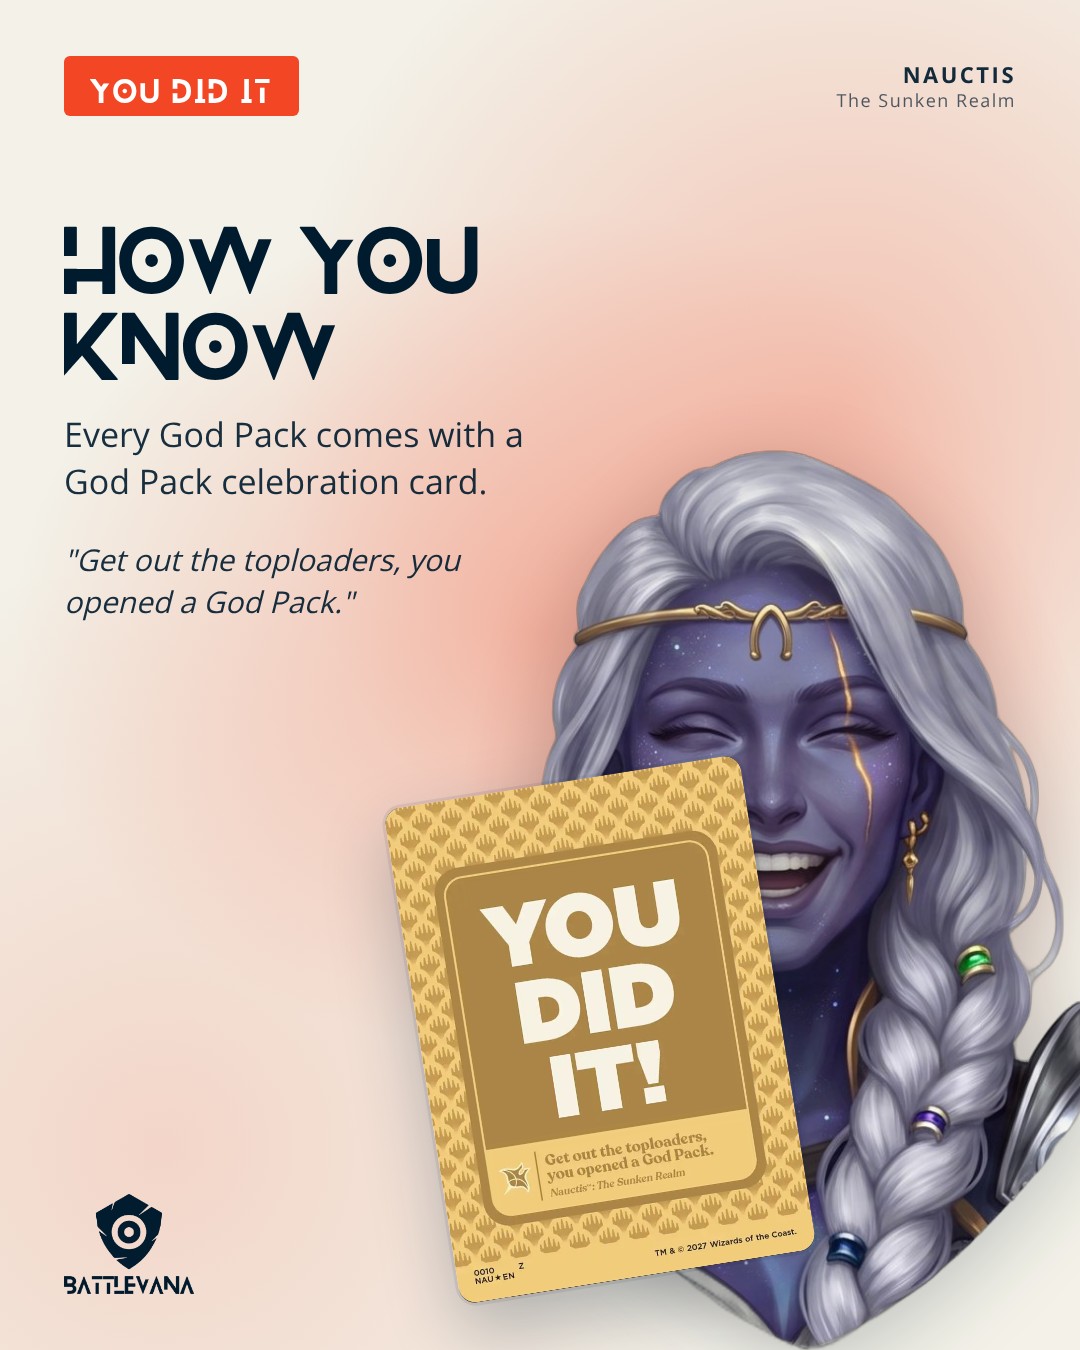 YOU DID IT
NAUCTIS
The Sunken Realm
HOW YOU
KNOW
Every God Pack comes with a
God Pack celebration card.
"Get out the toploaders, you
opened a God Pack."
YOU
DID
IT!
Get out the toploaders,
you opened a God Pack.
Nauctis™: The Sunken Realm
0010 Z
NAU★EN
TM & © 2027 Wizards of the Coast.
BATTLEVANA